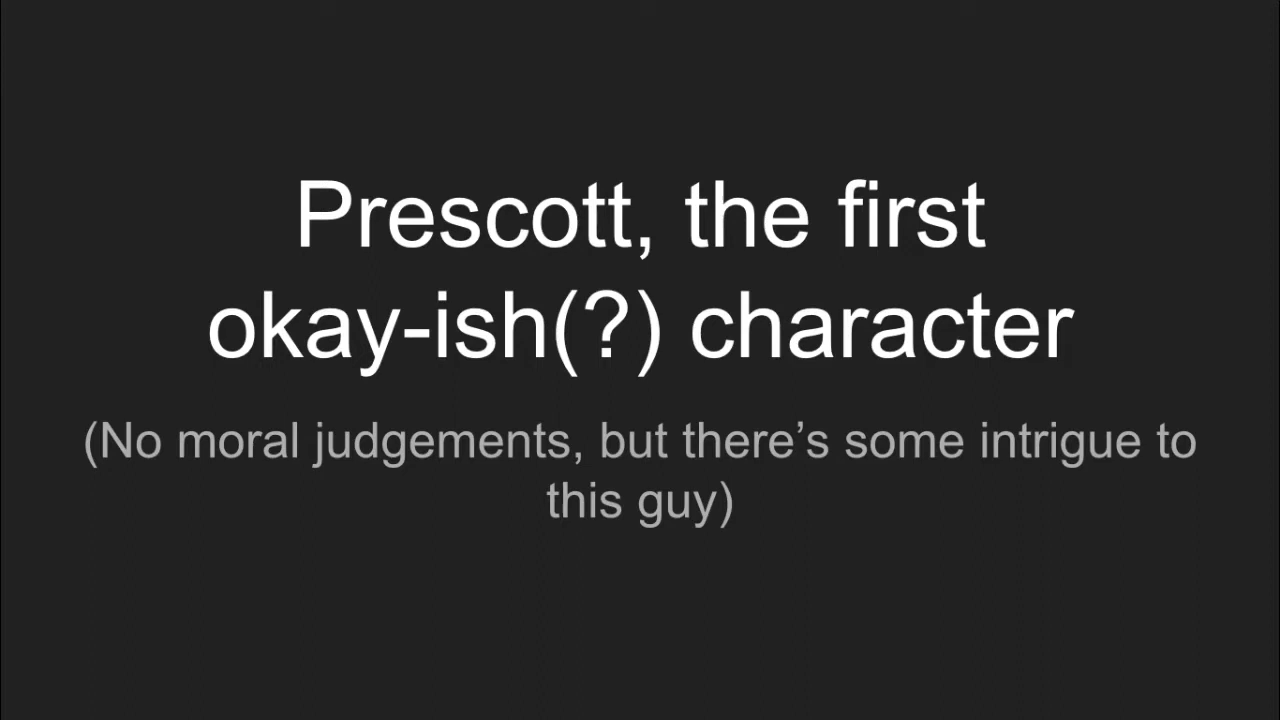 Prescott, the first
okay-ish(?) character
(No moral judgements, but there’s some intrigue to
this guy)